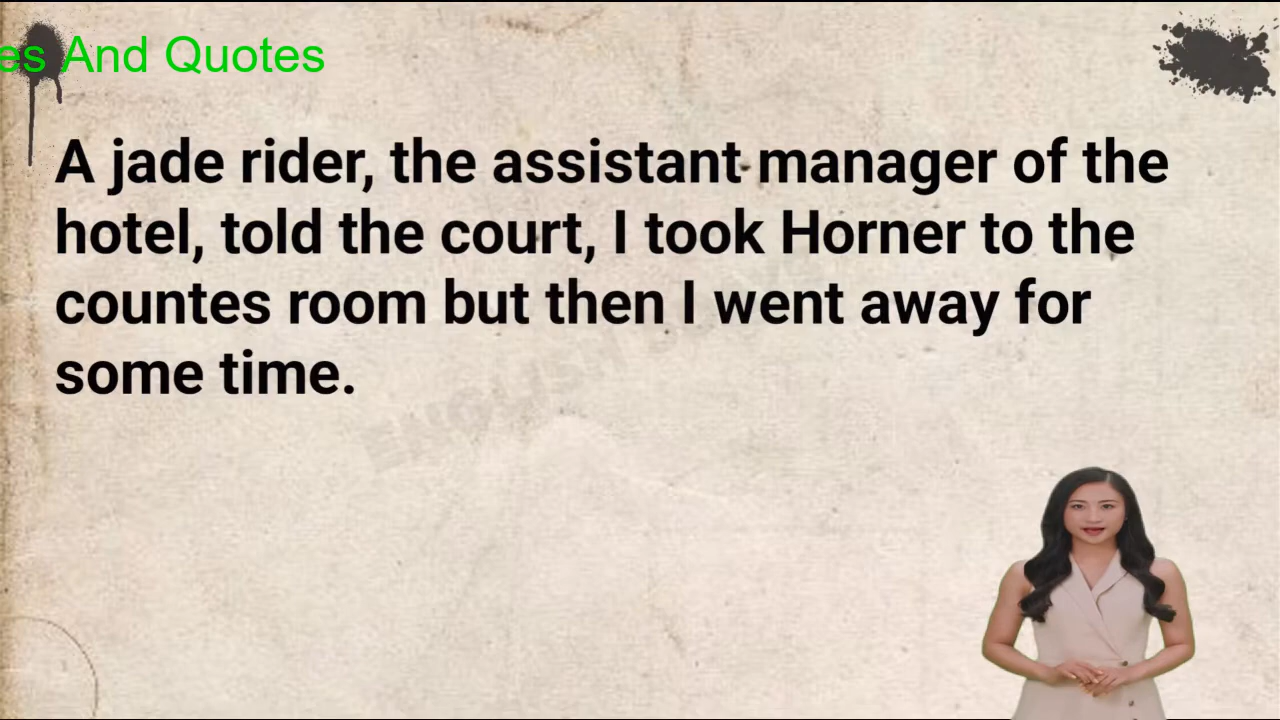 es And Quotes
A jade rider, the assistant manager of the
hotel, told the court, I took Horner to the
countes room but then I went away for
some time.